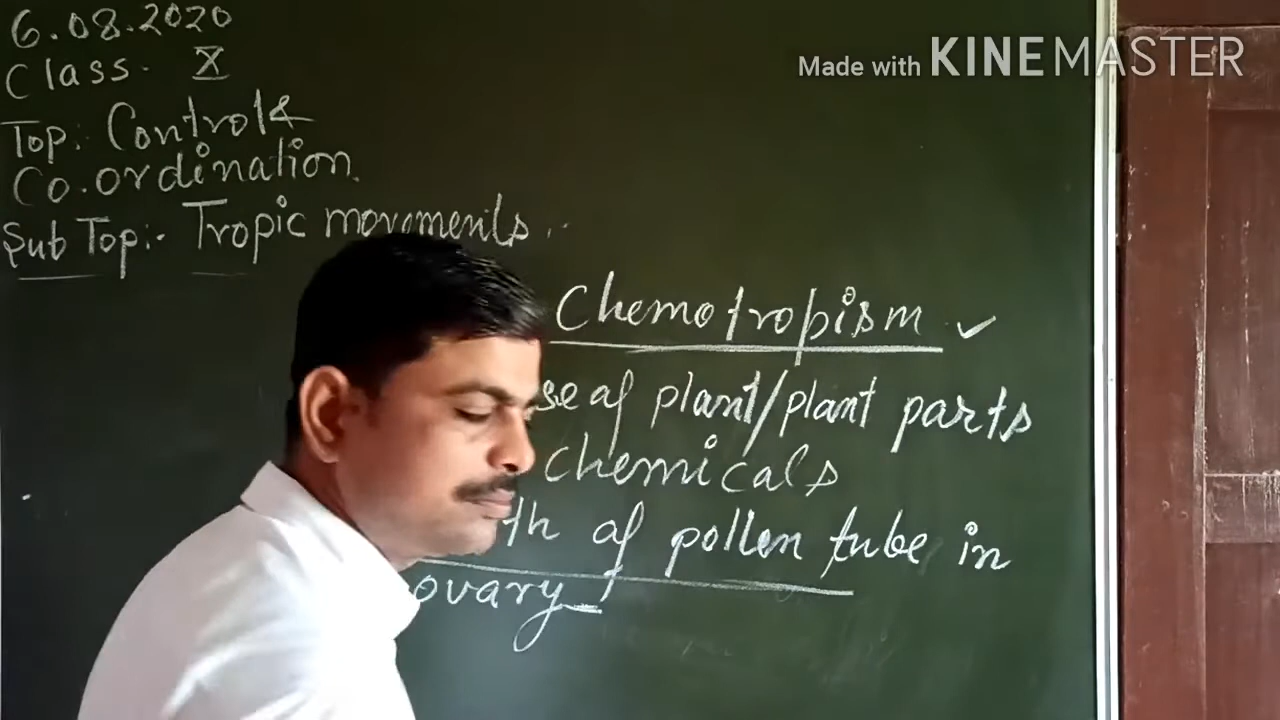 6.08.2020
Class- X
Top:- Control &
Co.ordination.
Sub Top:- Tropic movements..-
Made with KINEMASTER
Chemotropism ✓
of plant/plant parts
chemicals
of pollen tube in
ovary